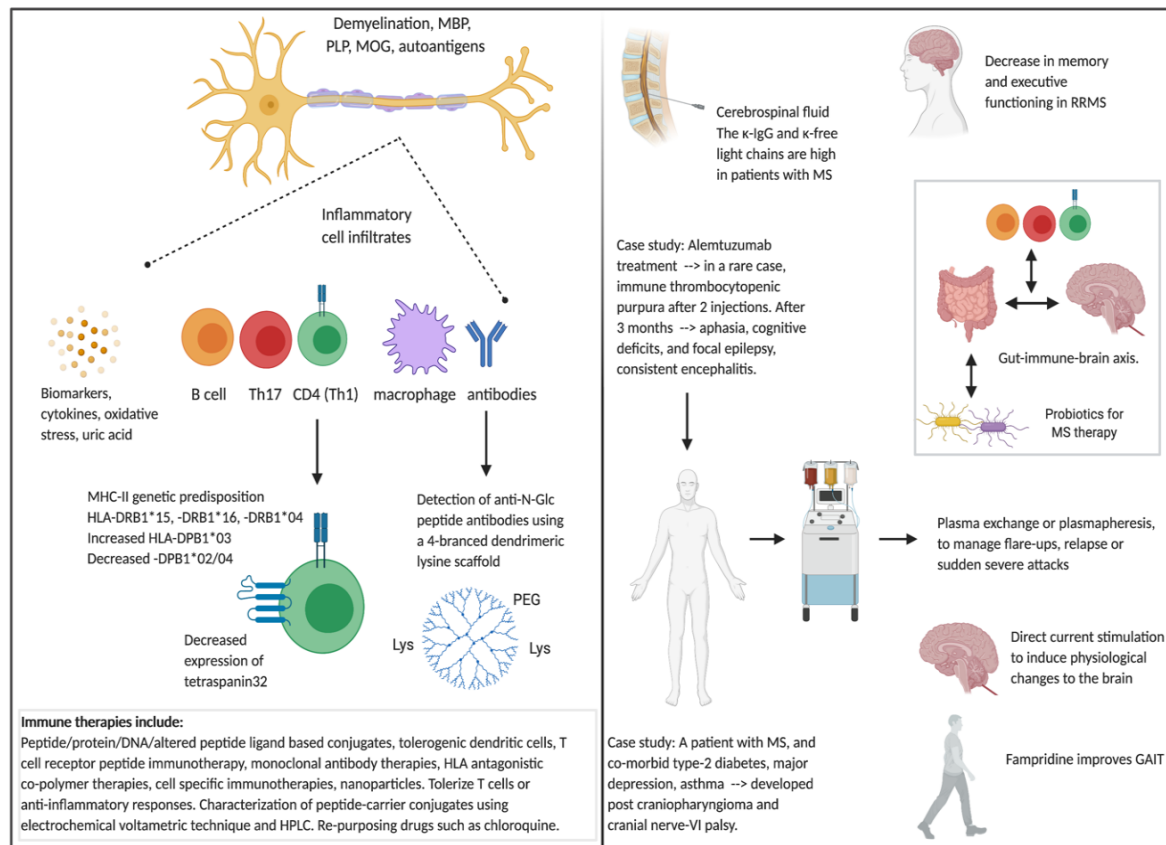 Demyelination, MBP,
PLP, MOG, autoantigens
Inflammatory
cell infiltrates
Biomarkers,
cytokines, oxidative
stress, uric acid
B cell
Th17
CD4 (Th1)
macrophage
antibodies
MHC-II genetic predisposition
HLA-DRB1*15, -DRB1*16, -DRB1*04
Increased HLA-DPB1*03
Decreased -DPB1*02/04
Decreased
expression of
tetraspanin32
Detection of anti-N-Glc
peptide antibodies using
a 4-branced dendrimeric
lysine scaffold
PEG
Lys
Lys
Immune therapies include:
Peptide/protein/DNA/altered peptide ligand based conjugates, tolerogenic dendritic cells, T
cell receptor peptide immunotherapy, monoclonal antibody therapies, HLA antagonistic
co-polymer therapies, cell specific immunotherapies, nanoparticles. Tolerize T cells or
anti-inflammatory responses. Characterization of peptide-carrier conjugates using
electrochemical voltametric technique and HPLC. Re-purposing drugs such as chloroquine.
Cerebrospinal fluid
The κ-IgG and κ-free
light chains are high
in patients with MS
Decrease in memory
and executive
functioning in RRMS
Case study: Alemtuzumab
treatment --> in a rare case,
immune thrombocytopenic
purpura after 2 injections. After
3 months --> aphasia, cognitive
deficits, and focal epilepsy,
consistent encephalitis.
Gut-immune-brain axis.
Probiotics for
MS therapy
Plasma exchange or plasmapheresis,
to manage flare-ups, relapse or
sudden severe attacks
Direct current stimulation
to induce physiological
changes to the brain
Case study: A patient with MS, and
co-morbid type-2 diabetes, major
depression, asthma --> developed
post craniopharyngioma and
cranial nerve-VI palsy.
Fampridine improves GAIT